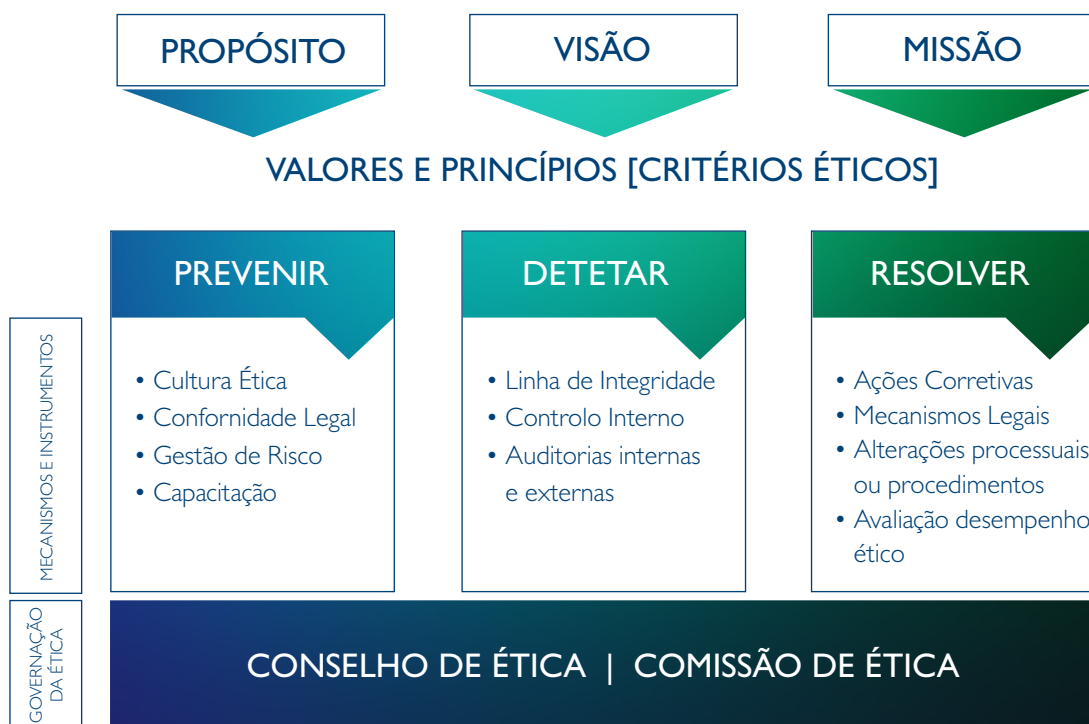 PROPÓSITO
VISÃO
MISSÃO
VALORES E PRINCÍPIOS [CRITÉRIOS ÉTICOS]
MECANISMOS E INSTRUMENTOS
PREVENIR
• Cultura Ética
• Confornidade Legal
• Gestão de Risco
• Capacitação
DETETAR
• Linha de Integridade
• Controlo Interno
• Auditorias internas
e externas
RESOLVER
• Ações Corretivas
• Mecanismos Legais
• Alterações processuais
ou procedimentos
• Avaliação desempenho
ético
GOVERNAÇÃO
DA ÉTICA
CONSELHO DE ÉTICA | COMISSÃO DE ÉTICA